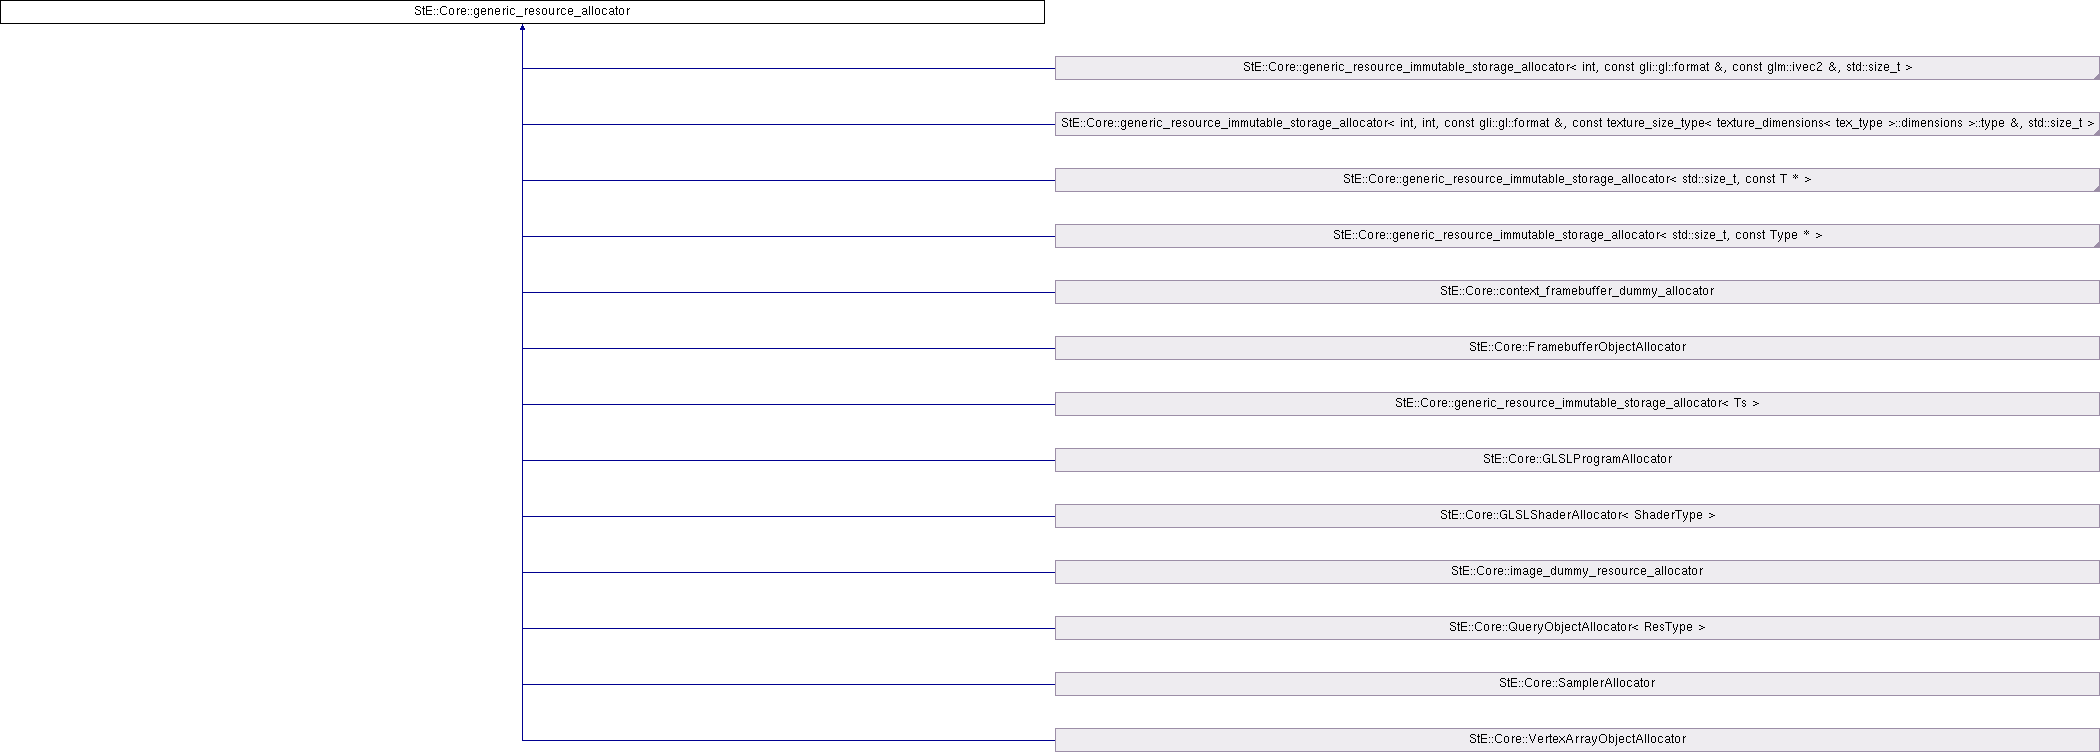 StE::Core::generic_resource_allocator
StE::Core::generic_resource_immutable_storage_allocator< int, const gli::gl::format &, const glm::ivec2 &, std::size_t >
StE::Core::generic_resource_immutable_storage_allocator< int, int, const gli::gl::format &, const texture_size_type< texture_dimensions< tex_type >::dimensions >::type &, std::size_t >
StE::Core::generic_resource_immutable_storage_allocator< std::size_t, const T * >
StE::Core::generic_resource_immutable_storage_allocator< std::size_t, const Type * >
StE::Core::context_framebuffer_dummy_allocator
StE::Core::FramebufferObjectAllocator
StE::Core::generic_resource_immutable_storage_allocator< Ts >
StE::Core::GLSLProgramAllocator
StE::Core::GLSLShaderAllocator< ShaderType >
StE::Core::image_dummy_resource_allocator
StE::Core::QueryObjectAllocator< ResType >
StE::Core::SamplerAllocator
StE::Core::VertexArrayObjectAllocator